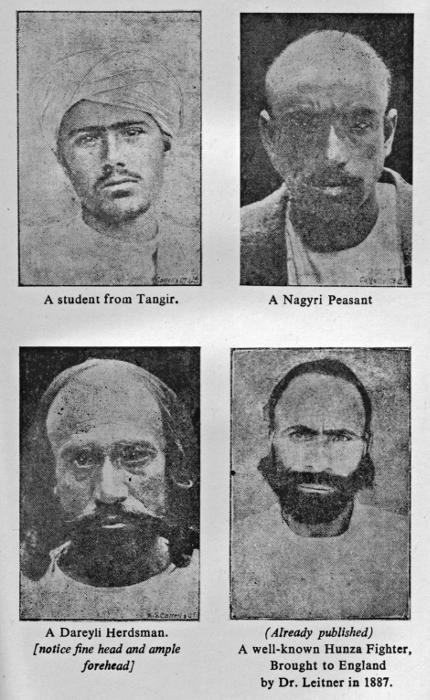 A student from Tangir.
A Nagyri Peasant
A Dareyli Herdsman.
[notice fine head and ample
forehead]
(Already published)
A well-known Hunza Fighter,
Brought to England
by Dr. Leitner in 1887.